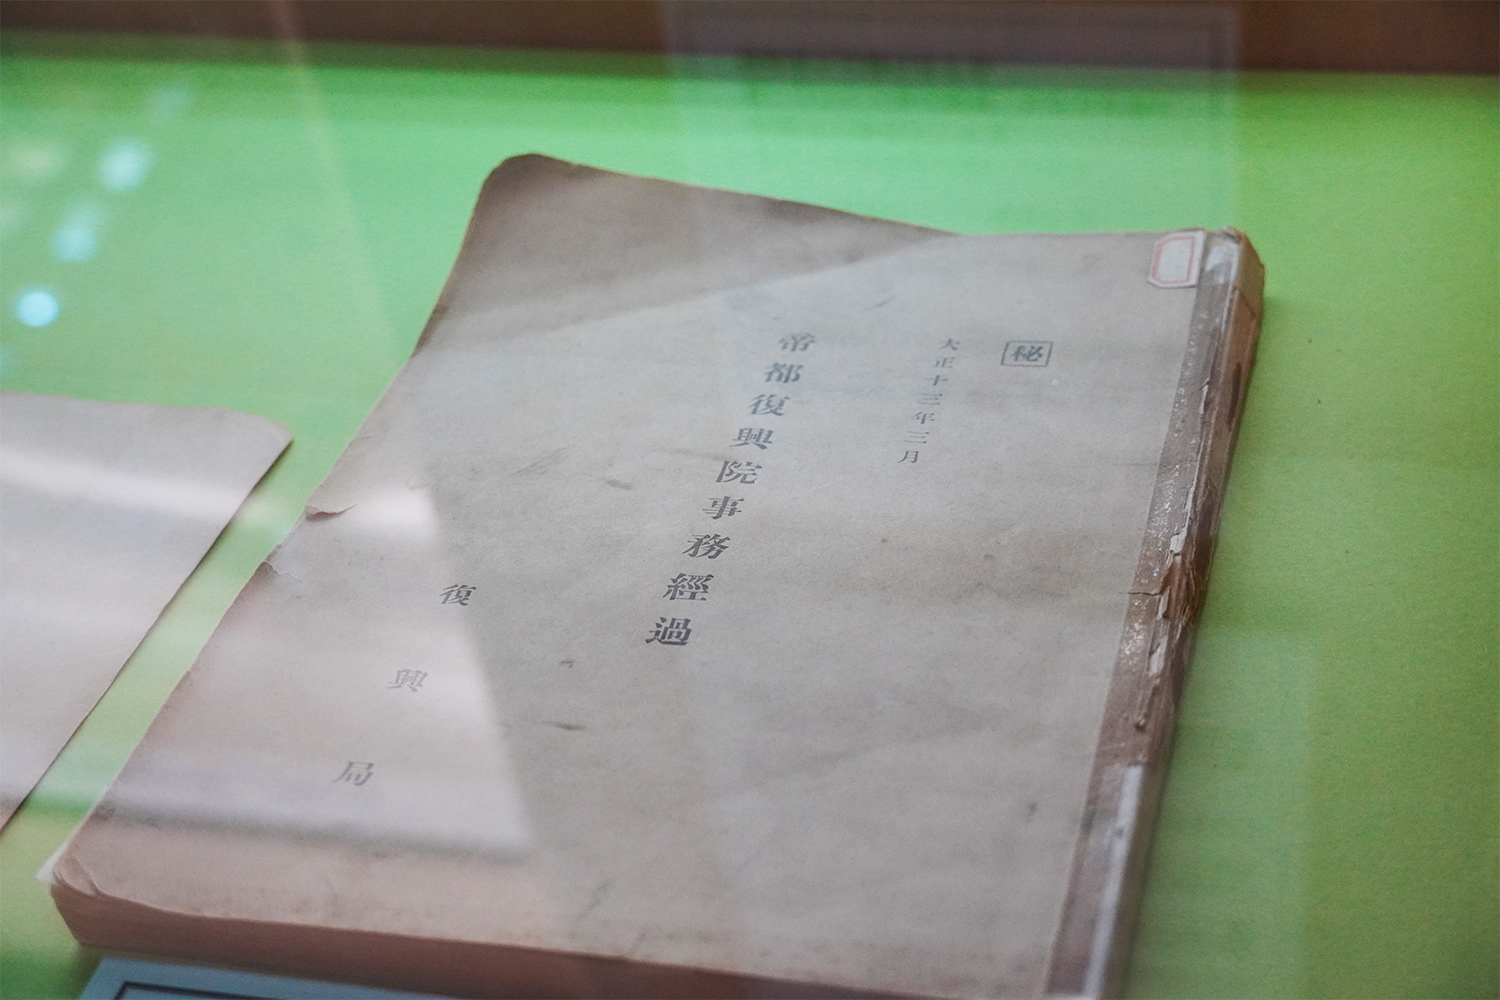 秘
大正十三年三月
帝都復興院事務經過
復興局